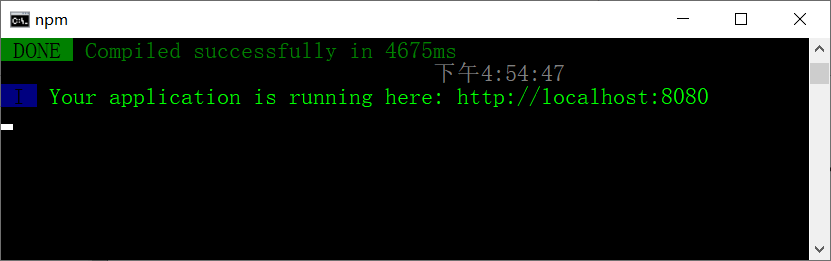 npm
DONE Compiled successfully in 4675ms
下午4:54:47
I Your application is running here: http://localhost:8080